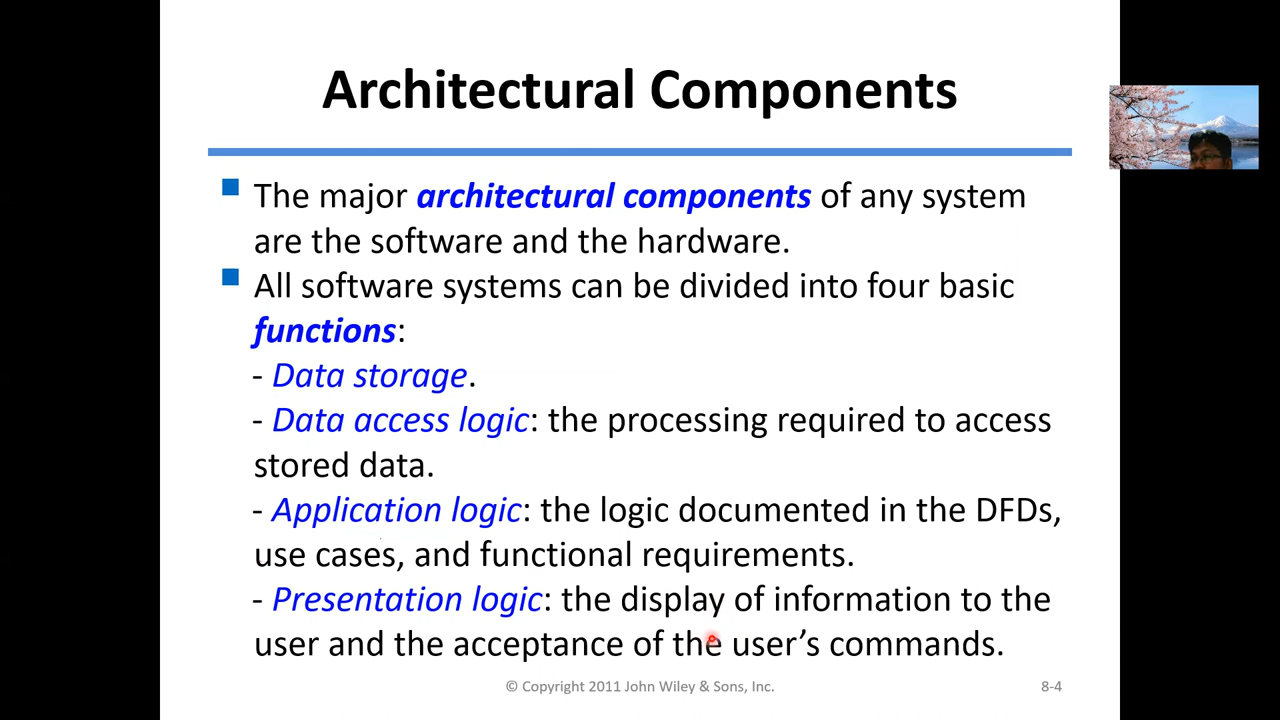 Architectural Components
The major architectural components of any system
are the software and the hardware.
All software systems can be divided into four basic
functions:
- Data storage.
- Data access logic: the processing required to access
stored data.
- Application logic: the logic documented in the DFDs,
use cases, and functional requirements.
- Presentation logic: the display of information to the
user and the acceptance of the user’s commands.
© Copyright 2011 John Wiley & Sons, Inc.
8-4